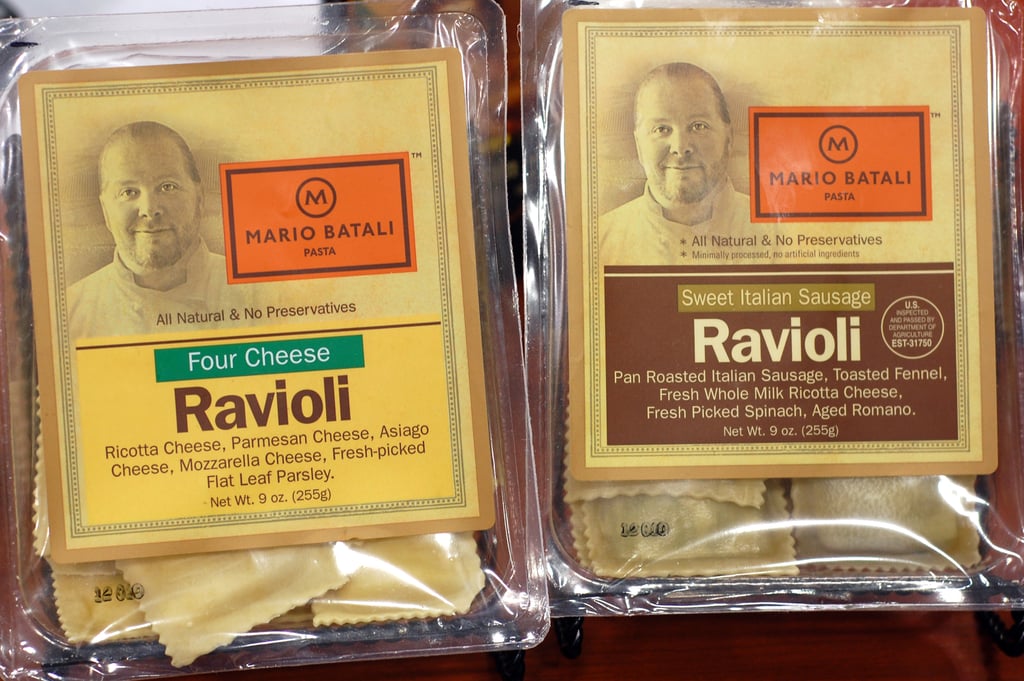 M
MARIO BATALI
PASTA
TM
All Natural & No Preservatives
Four Cheese
Ravioli
Ricotta Cheese, Parmesan Cheese, Asiago
Cheese, Mozzarella Cheese, Fresh-picked
Flat Leaf Parsley.
Net Wt. 9 oz. (255g)
M
MARIO BATALI
PASTA
TM
* All Natural & No Preservatives
* Minimally processed, no artificial ingredients
Sweet Italian Sausage
Ravioli
U.S.
INSPECTED
AND PASSED BY
DEPARTMENT OF
AGRICULTURE
EST-31750
Pan Roasted Italian Sausage, Toasted Fennel,
Fresh Whole Milk Ricotta Cheese,
Fresh Picked Spinach, Aged Romano.
Net Wt. 9 oz. (255g)